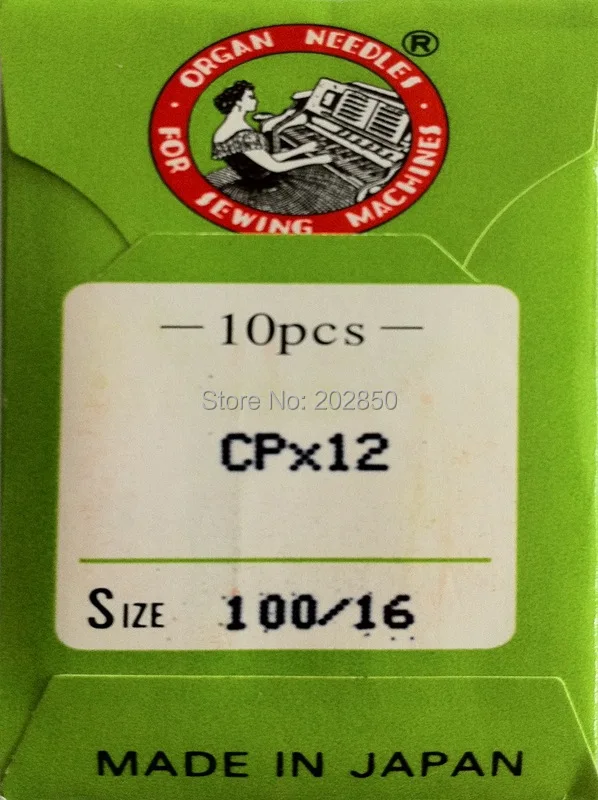 · ORGAN NEEDLES ·
®
FOR SEWING MACHINES
— 10pcs —
Store No: 202850
CPx12
SIZE 100/16
MADE IN JAPAN